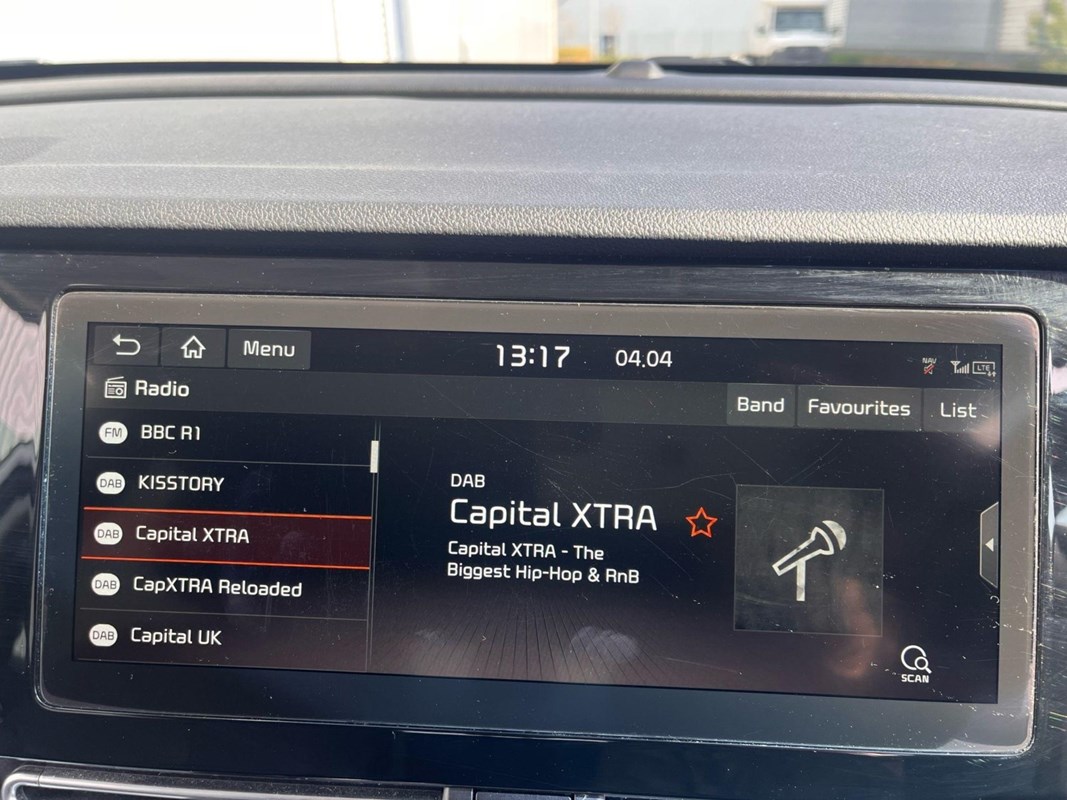 Menu
13:17
04.04
NAV
LTE
Radio
Band
Favourites
List
FM BBC R1
DAB KISSTORY
DAB Capital XTRA
DAB CapXTRA Reloaded
DAB Capital UK
DAB
Capital XTRA
Capital XTRA - The
Biggest Hip-Hop & RnB
SCAN